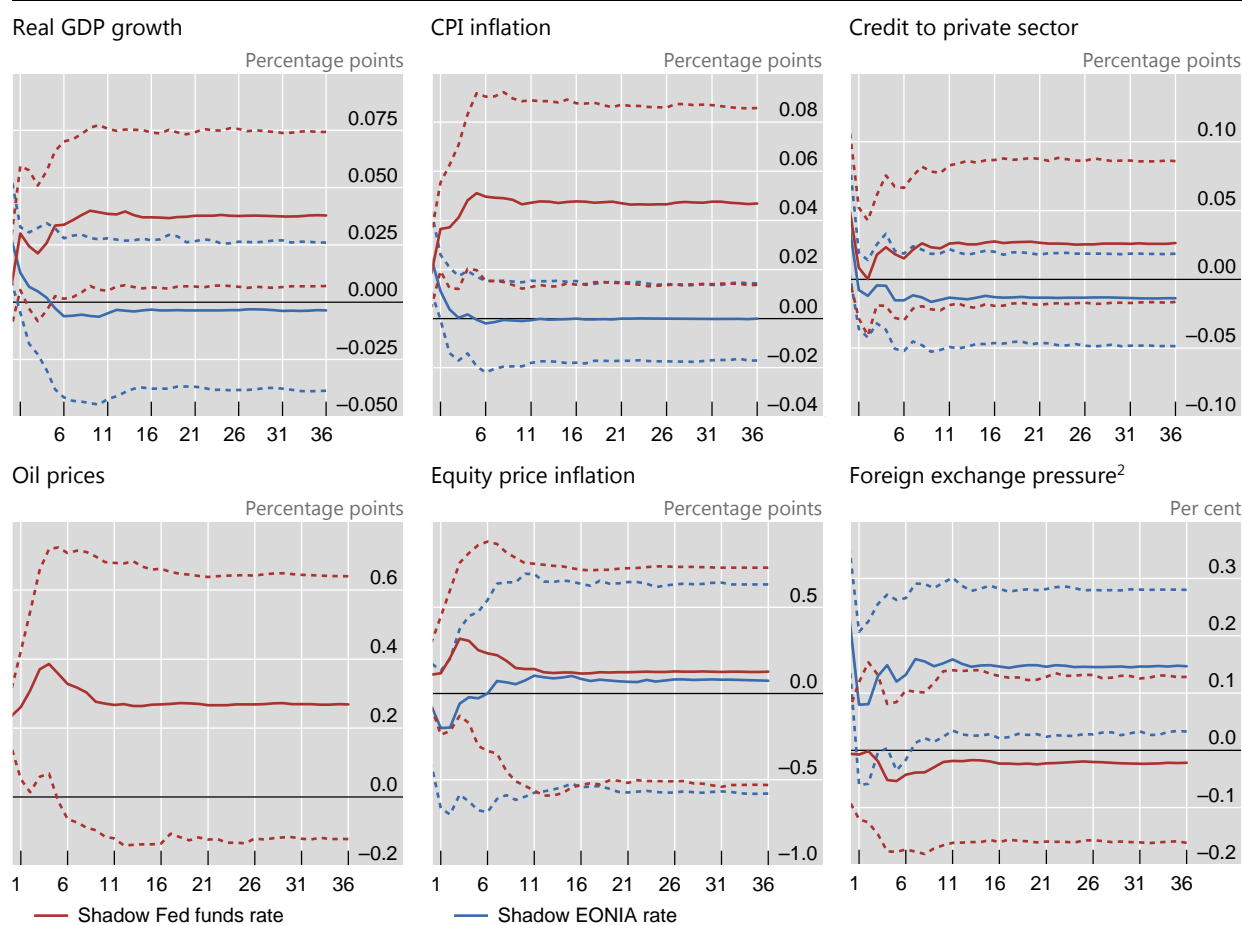 Real GDP growth
CPI inflation
Credit to private sector
Percentage points
Percentage points
Percentage points
0.075
0.050
0.025
0.000
–0.025
–0.050
6 11 16 21 26 31 36
0.08
0.06
0.04
0.02
0.00
–0.02
–0.04
6 11 16 21 26 31 36
0.10
0.05
0.00
–0.05
–0.10
6 11 16 21 26 31 36
Oil prices
Equity price inflation
Foreign exchange pressure2
Percentage points
Percentage points
Per cent
0.6
0.4
0.2
0.0
–0.2
1 6 11 16 21 26 31 36
0.5
0.0
–0.5
–1.0
1 6 11 16 21 26 31 36
0.3
0.2
0.1
0.0
–0.1
–0.2
1 6 11 16 21 26 31 36
Shadow Fed funds rate
Shadow EONIA rate